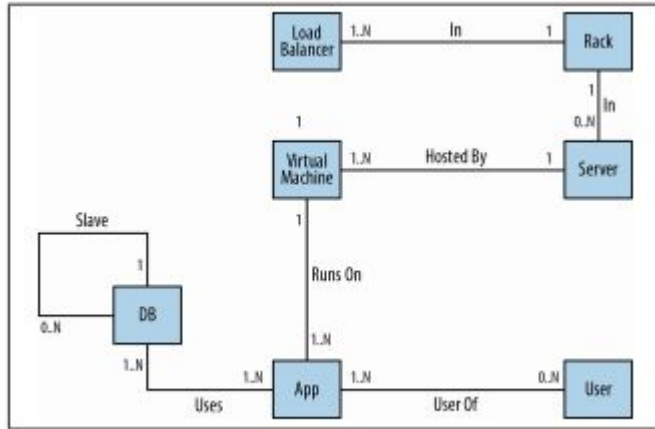 Load
Balancer
1..N
In
1
Rack
1
In
0..N
1
Virtual
Machine
1..N
Hosted By
1
Server
1
Slave
1
Runs On
DB
0..N
1..N
1..N
1..N
App
1..N
0..N
User
Uses
User Of